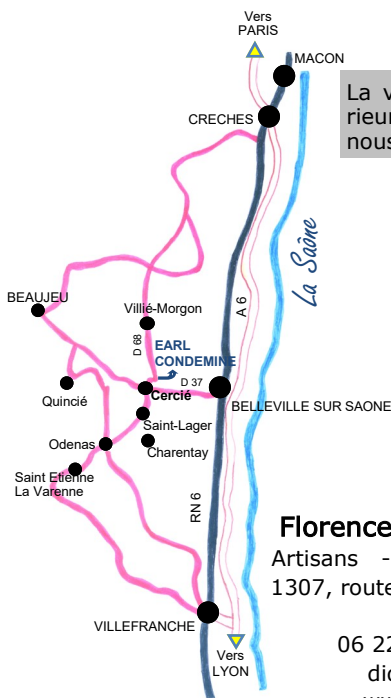 Vers
PARIS
MACON
La v
rieur
nous
CRECHES
La Saône
A 6
BEAUJEU
Villié-Morgon
D 68
EARL
CONDEMINE
D 37
Cercié
Quincié
BELLEVILLE SUR SAONE
Saint-Lager
Odenas
Charentay
Saint Etienne
La Varenne
RN 6
Florence
Artisans -
1307, route
VILLEFRANCHE
06 22
Vers
LYON